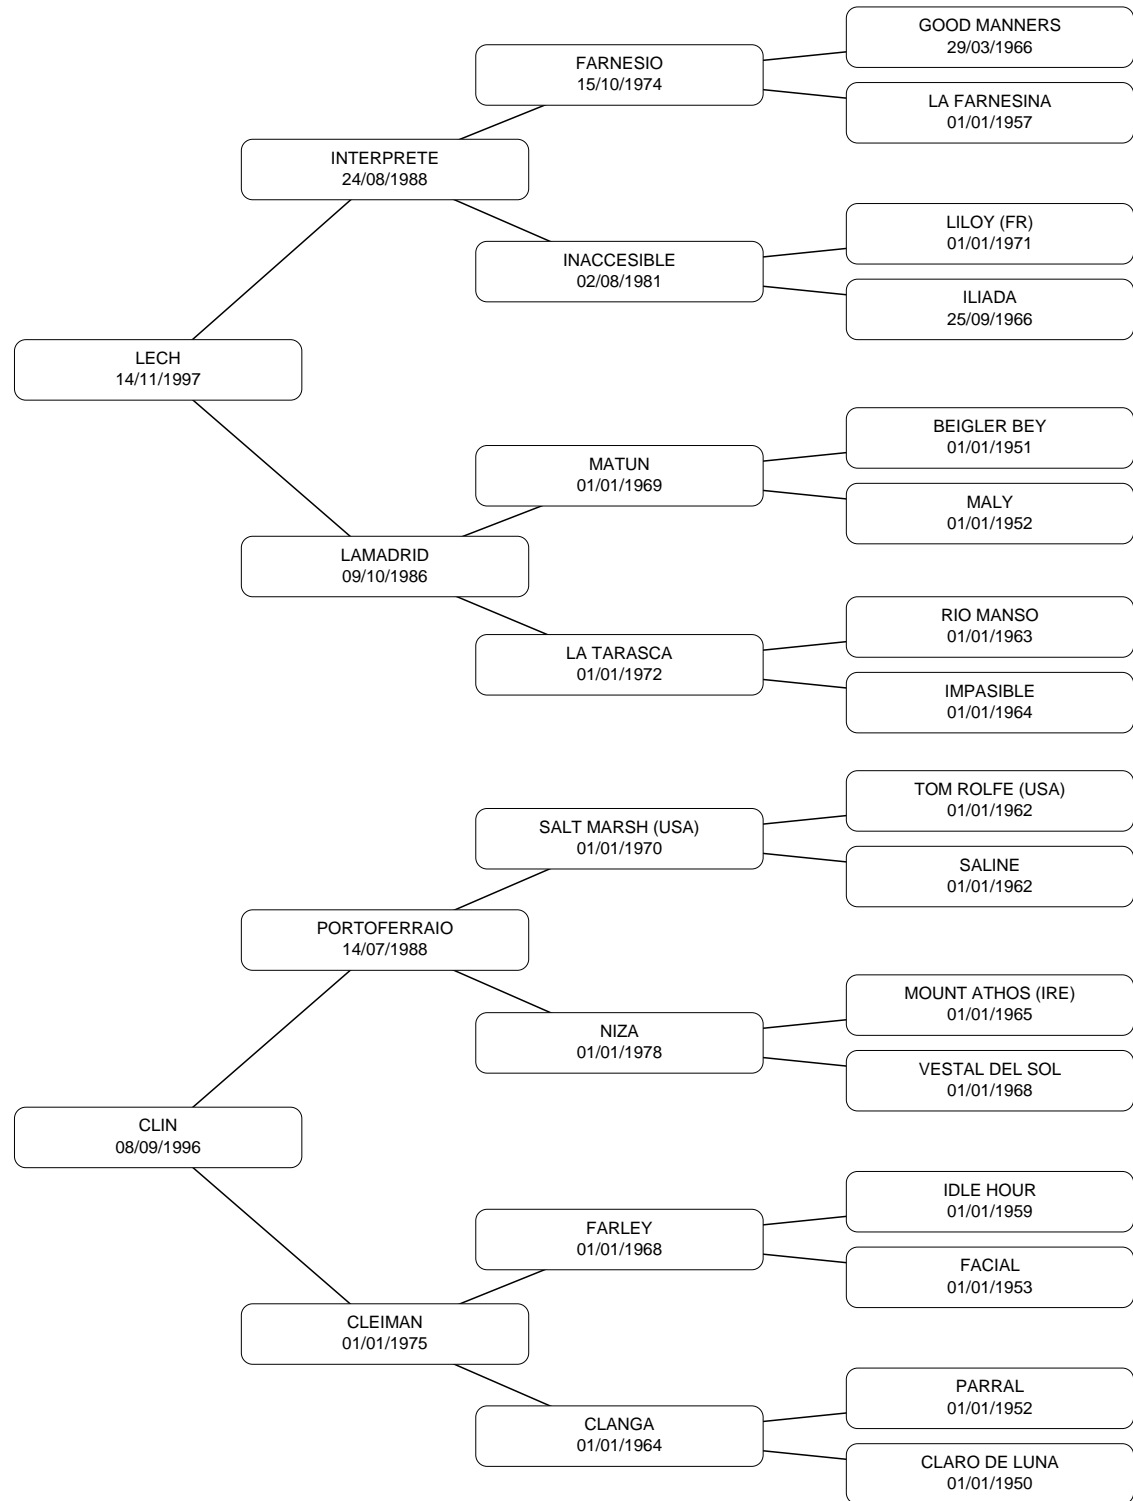 GOOD MANNERS
29/03/1966
FARNESIO
15/10/1974
LA FARNESINA
01/01/1957
INTERPRETE
24/08/1988
LILOY (FR)
01/01/1971
INACCESIBLE
02/08/1981
ILIADA
25/09/1966
LECH
14/11/1997
BEIGLER BEY
01/01/1951
MATUN
01/01/1969
MALY
01/01/1952
LAMADRID
09/10/1986
RIO MANSO
01/01/1963
LA TARASCA
01/01/1972
IMPASIBLE
01/01/1964
TOM ROLFE (USA)
01/01/1962
SALT MARSH (USA)
01/01/1970
SALINE
01/01/1962
PORTOFERRAIO
14/07/1988
MOUNT ATHOS (IRE)
01/01/1965
NIZA
01/01/1978
VESTAL DEL SOL
01/01/1968
CLIN
08/09/1996
IDLE HOUR
01/01/1959
FARLEY
01/01/1968
FACIAL
01/01/1953
CLEIMAN
01/01/1975
PARRAL
01/01/1952
CLANGA
01/01/1964
CLARO DE LUNA
01/01/1950